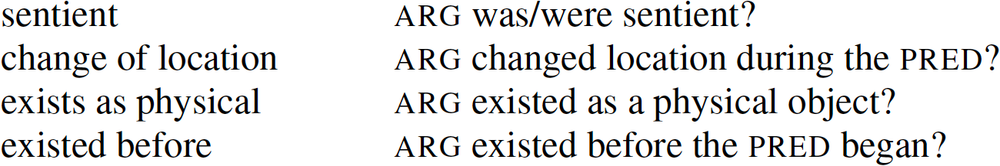 sentient ARG was/were sentient?
change of location ARG changed location during the PRED?
exists as physical ARG existed as a physical object?
existed before ARG existed before the PRED began?